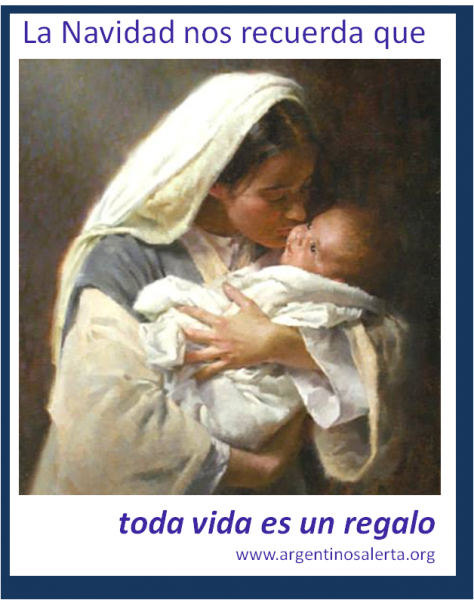 La Navidad nos recuerda que
toda vida es un regalo
www.argentinosalerta.org